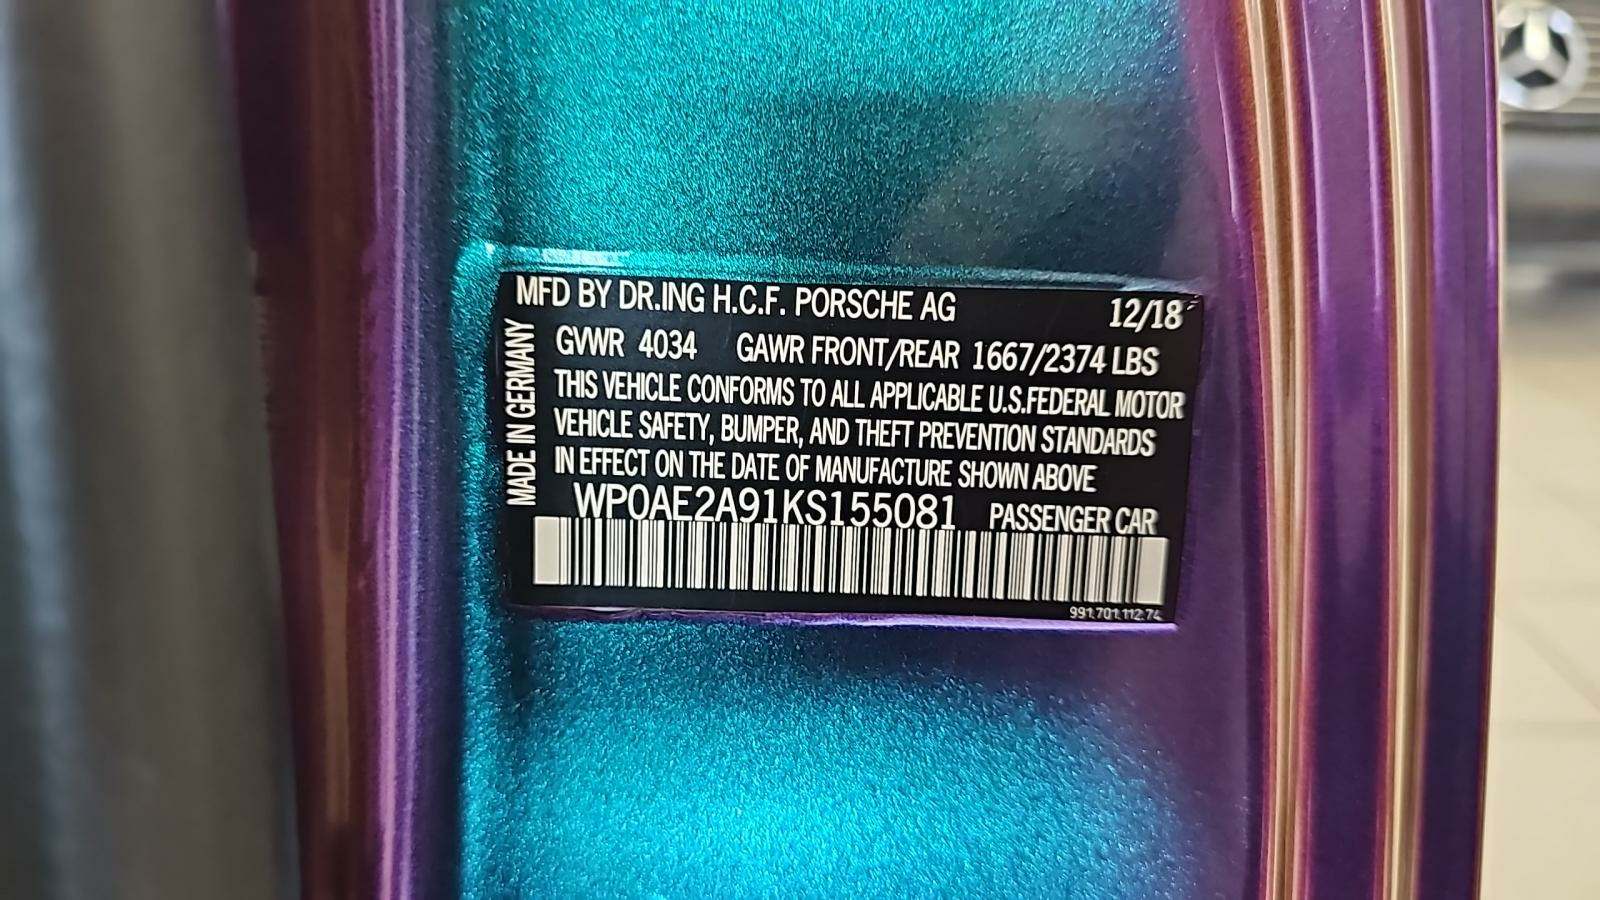 MFD BY DR.ING H.C.F. PORSCHE AG 12/18
MADE IN GERMANY
GVWR 4034 GAWR FRONT/REAR 1667/2374 LBS
THIS VEHICLE CONFORMS TO ALL APPLICABLE U.S.FEDERAL MOTOR
VEHICLE SAFETY, BUMPER, AND THEFT PREVENTION STANDARDS
IN EFFECT ON THE DATE OF MANUFACTURE SHOWN ABOVE
WP0AE2A91KS155081 PASSENGER CAR
991.701.112.74